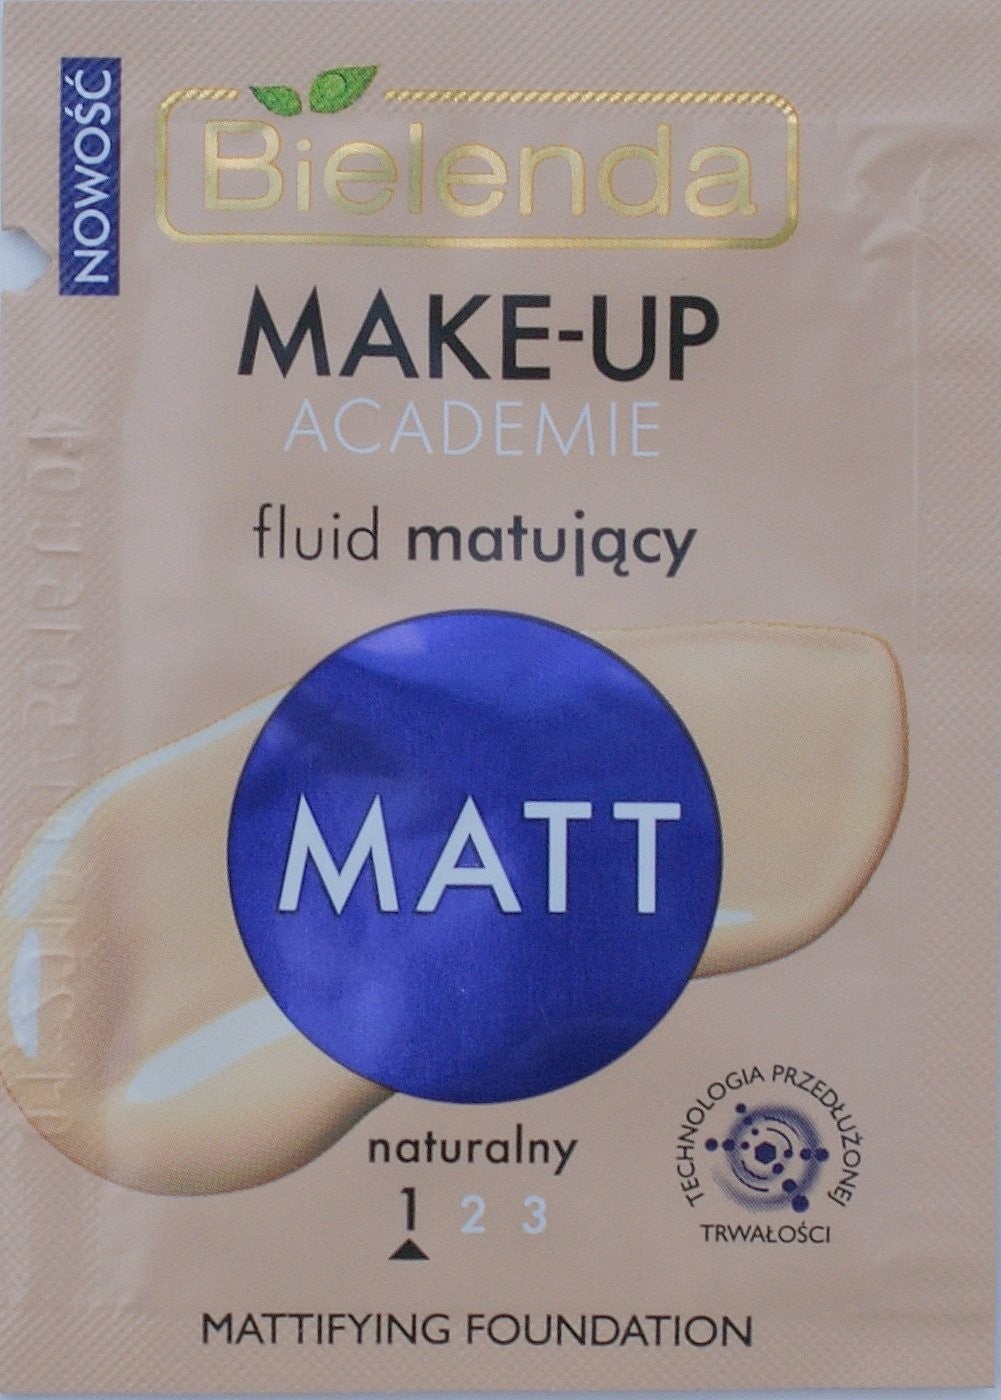 NOWOŚĆ
Bielenda
MAKE-UP
ACADEMIE
fluid matujący
MATT
naturalny
1 2 3
TECHNOLOGIA PRZEDŁUŻONEJ
TRWAŁOŚCI
MATTIFYING FOUNDATION